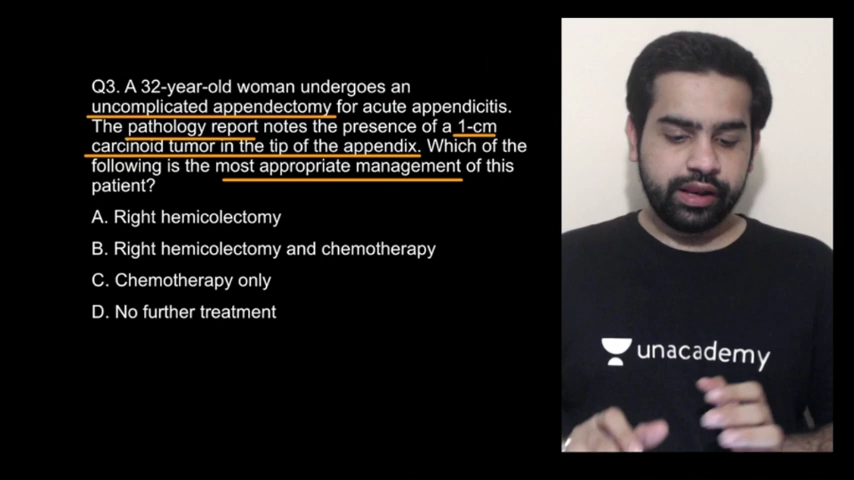 Q3. A 32-year-old woman undergoes an
uncomplicated appendectomy for acute appendicitis.
The pathology report notes the presence of a 1-cm
carcinoid tumor in the tip of the appendix. Which of the
following is the most appropriate management of this
patient?
A. Right hemicolectomy
B. Right hemicolectomy and chemotherapy
C. Chemotherapy only
D. No further treatment
unacademy